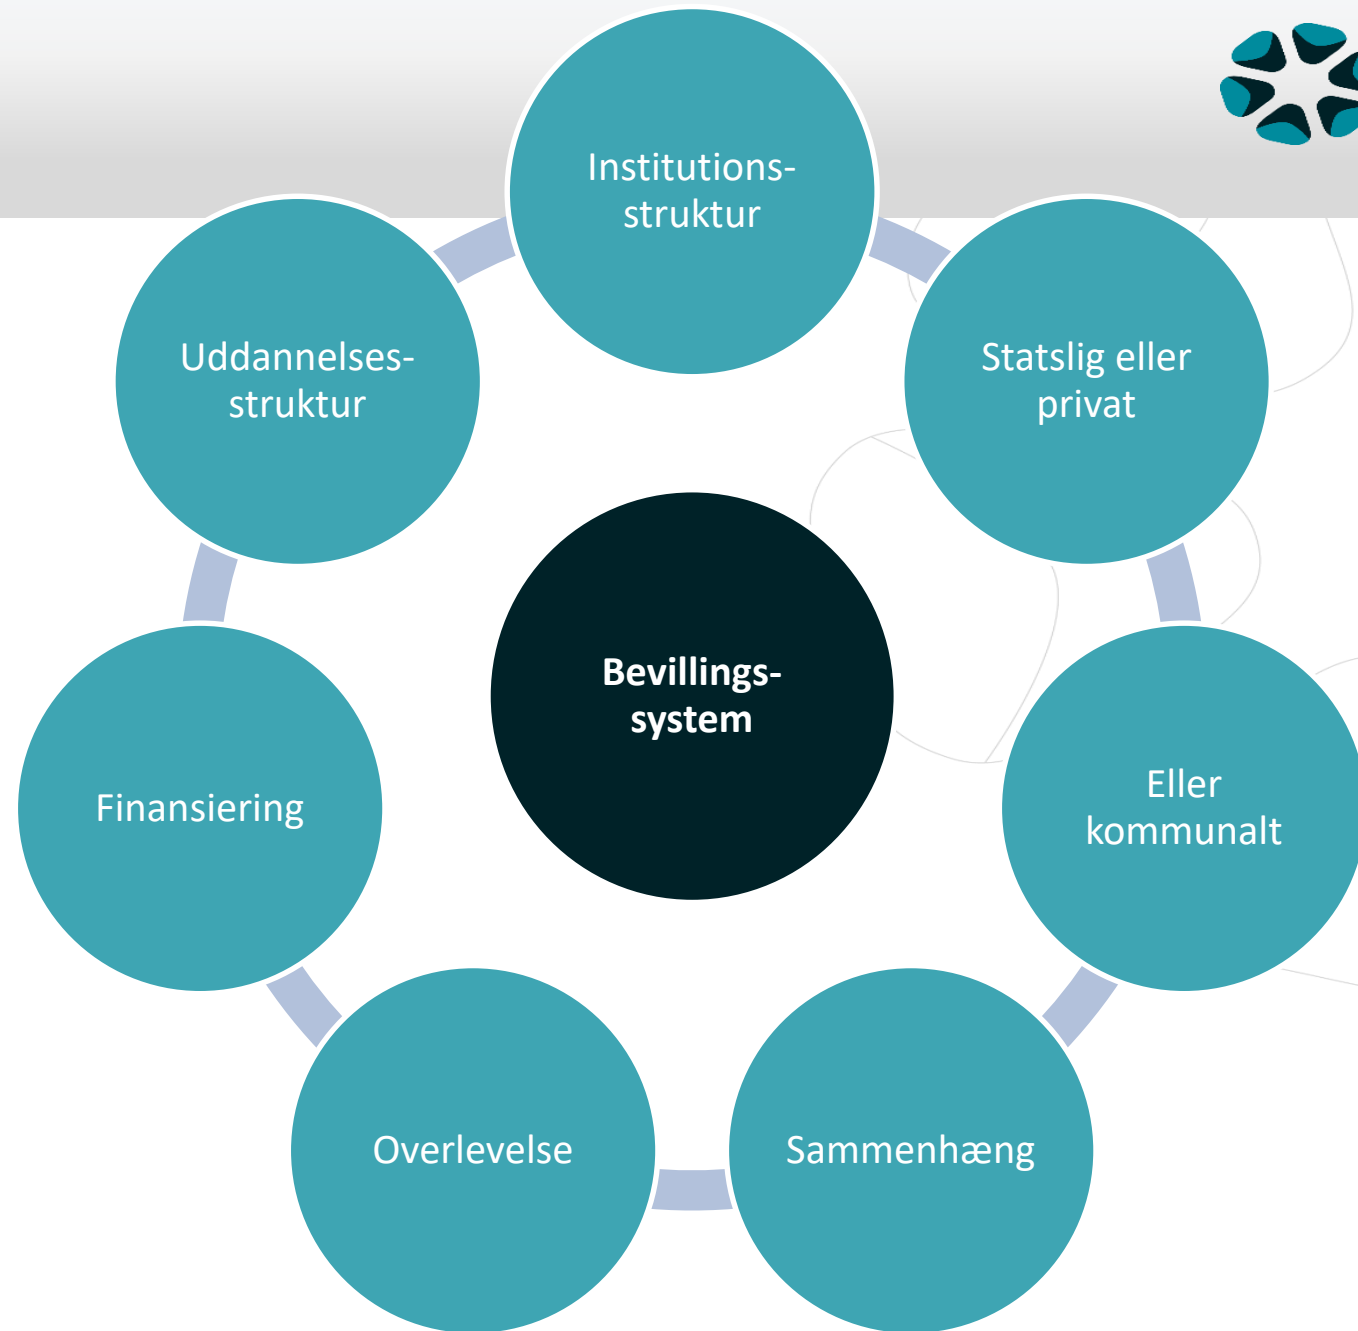 Institutions-
struktur
Uddannelses-
struktur
Statslig eller
privat
Bevillings-
system
Finansiering
Eller
kommunalt
Overlevelse
Sammenhæng